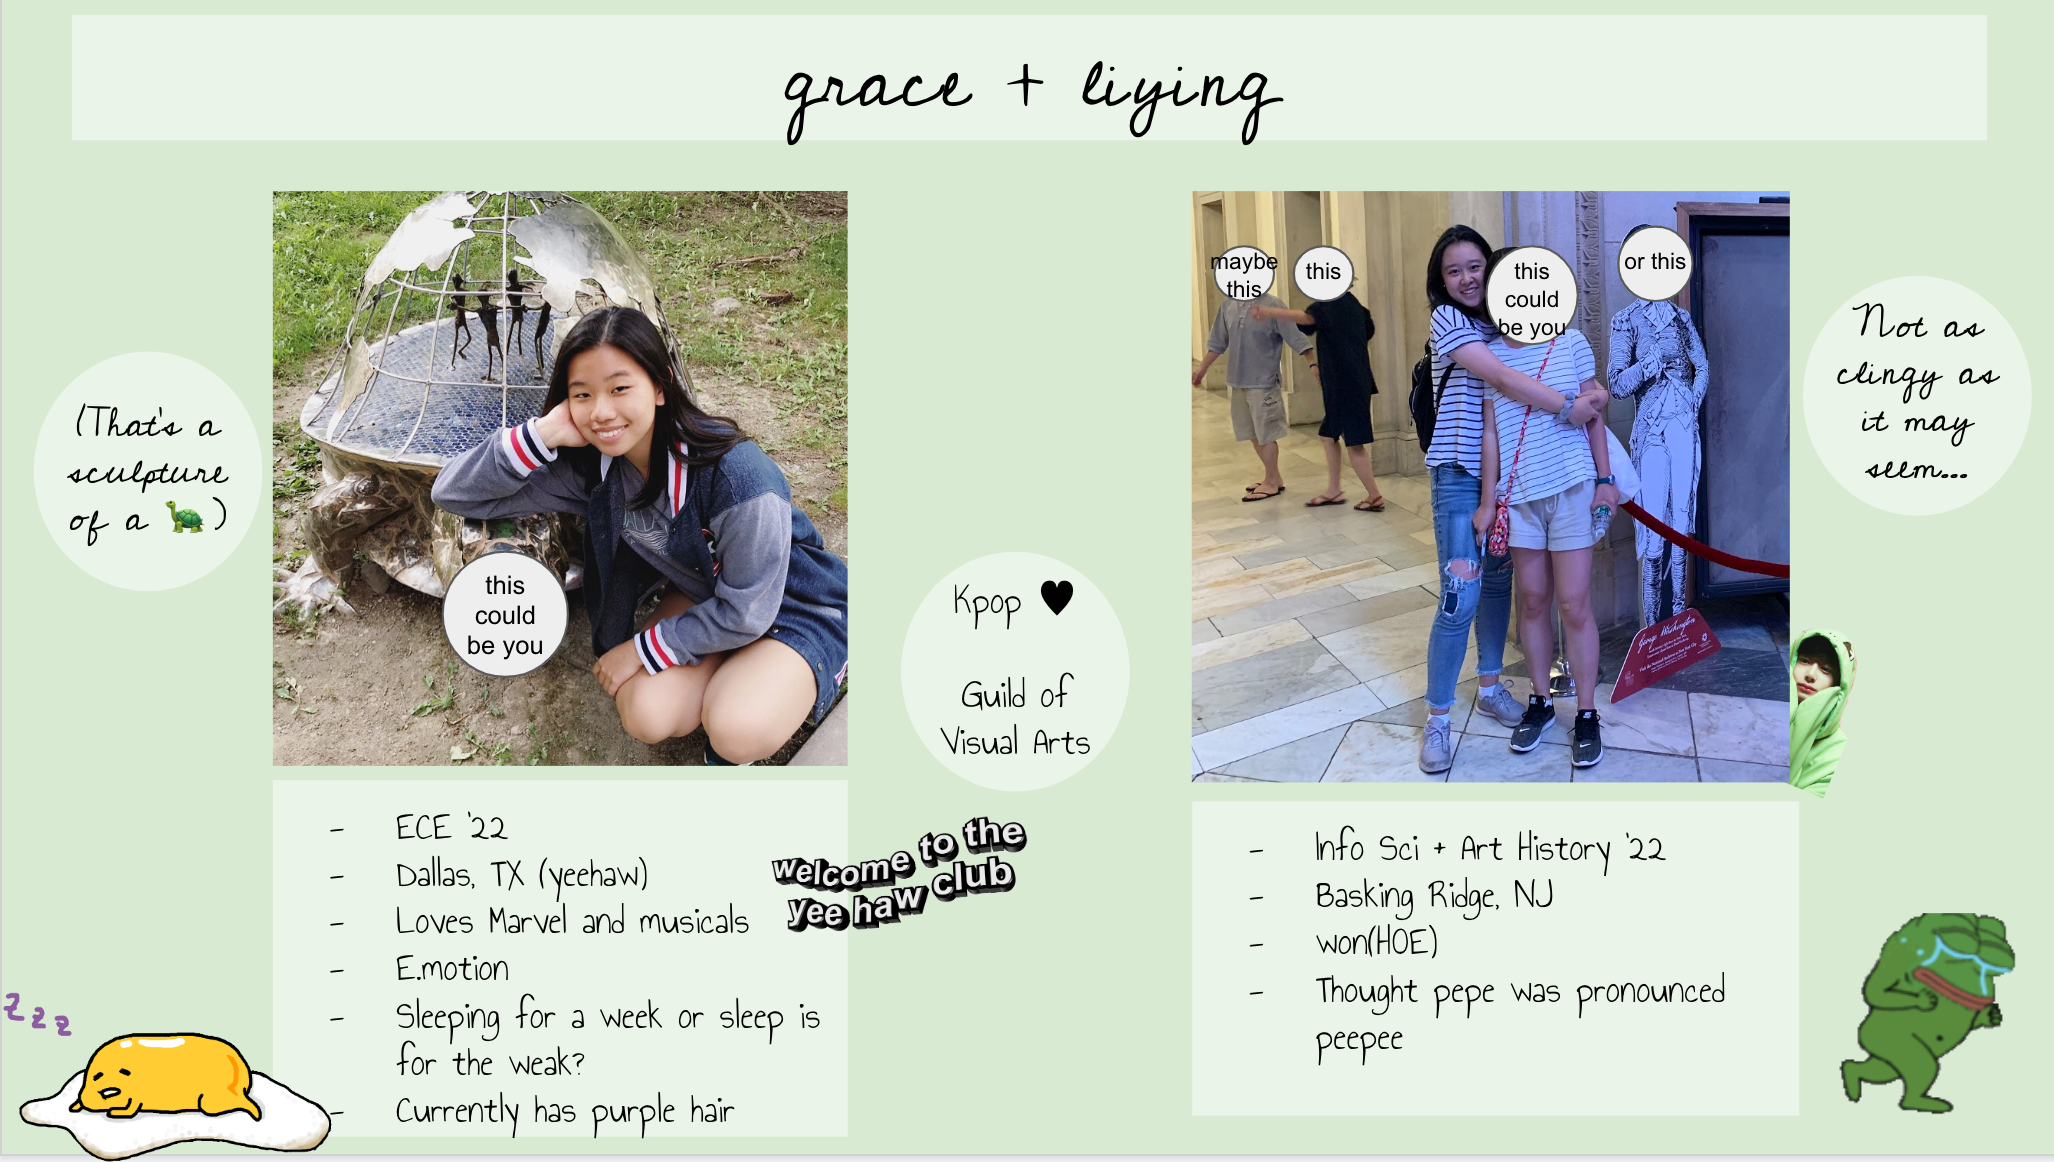 grace + liying
(That's a
sculpture
of a 🐢)
this
could
be you
- ECE '22
- Dallas, TX (yeehaw)
- Loves Marvel and musicals
- E.motion
- Sleeping for a week or sleep is
for the weak?
- Currently has purple hair
z z z
Kpop ♥
Guild of
Visual Arts
welcome to the
yee haw club
maybe
this
this
this
could
be you
or this
George Washington
Not as
clingy as
it may
seem...
- Info Sci + Art History '22
- Basking Ridge, NJ
- won(HOE)
- Thought pepe was pronounced
peepee